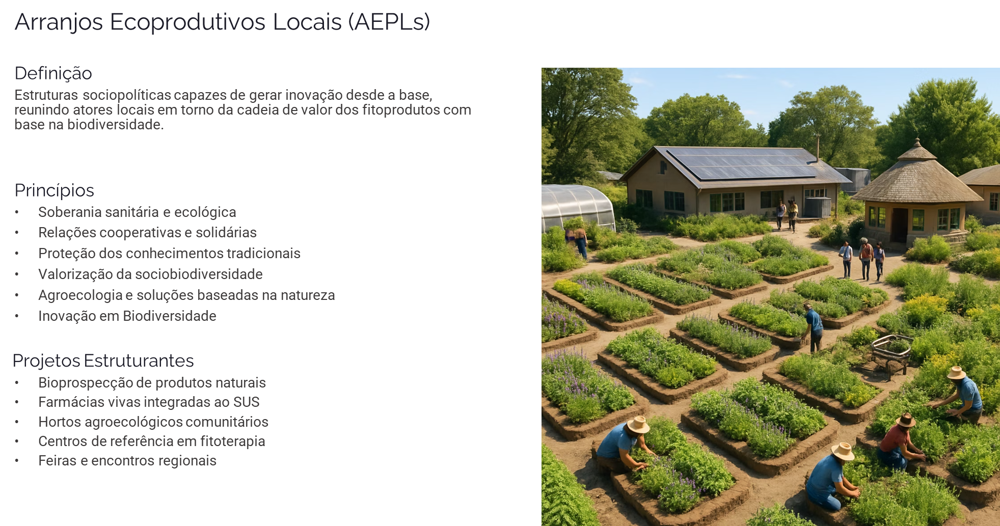 Arranjos Ecoprodutivos Locais (AEPLs)
Definição
Estruturas sociopolíticas capazes de gerar inovação desde a base,
reunindo atores locais em torno da cadeia de valor dos fitoprodutos com
base na biodiversidade.
Princípios
• Soberania sanitária e ecológica
• Relações cooperativas e solidárias
• Proteção dos conhecimentos tradicionais
• Valorização da sociobiodiversidade
• Agroecologia e soluções baseadas na natureza
• Inovação em Biodiversidade
Projetos Estruturantes
• Bioprospecção de produtos naturais
• Farmácias vivas integradas ao SUS
• Hortos agroecológicos comunitários
• Centros de referência em fitoterapia
• Feiras e encontros regionais